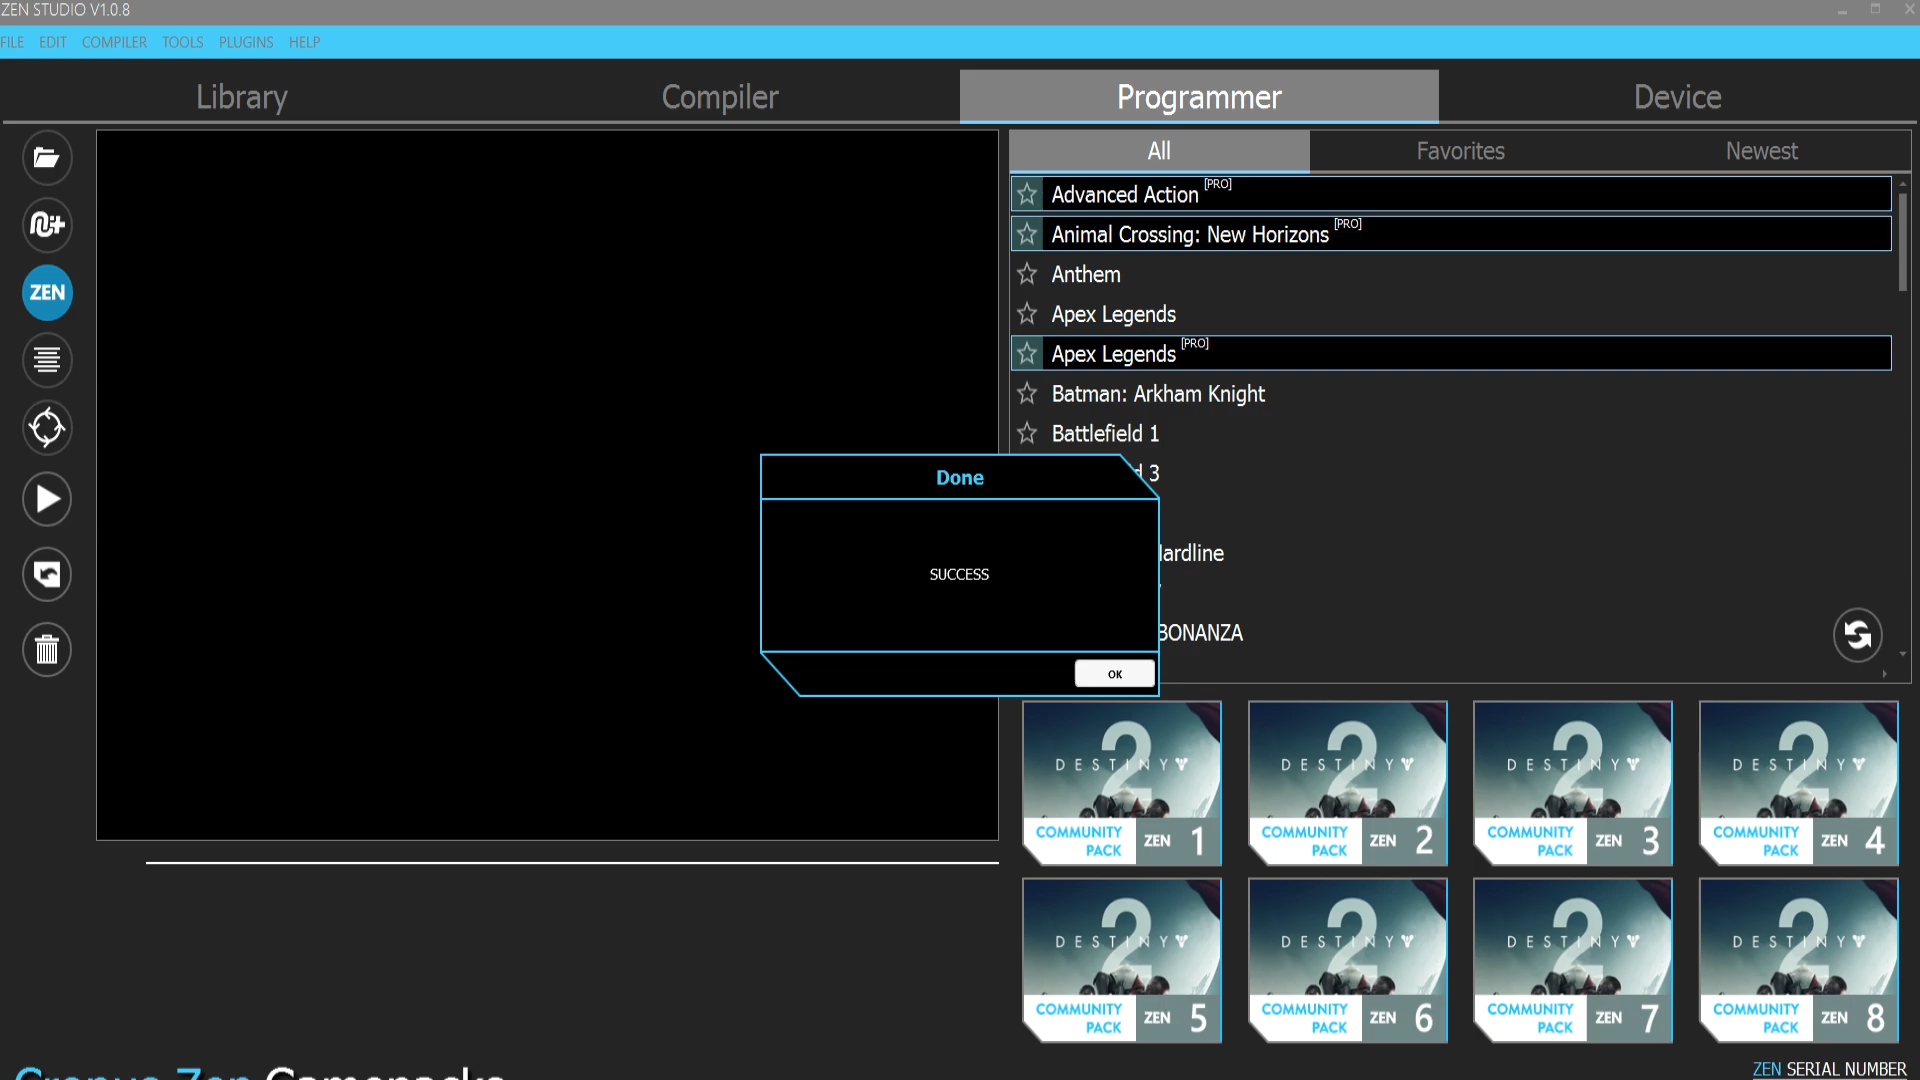 ZEN STUDIO V1.0.8
FILE EDIT COMPILER TOOLS PLUGINS HELP
Library Compiler Programmer Device
All Favorites Newest
Advanced Action [PRO]
Animal Crossing: New Horizons [PRO]
Anthem
Apex Legends
Apex Legends [PRO]
Batman: Arkham Knight
Battlefield 1
3
Done
BONANZA
SUCCESS
OK
ZEN
DESTINY 2
COMMUNITY PACK ZEN 1
DESTINY 2
COMMUNITY PACK ZEN 2
DESTINY 2
COMMUNITY PACK ZEN 3
DESTINY 2
COMMUNITY PACK ZEN 4
DESTINY 2
COMMUNITY PACK ZEN 5
DESTINY 2
COMMUNITY PACK ZEN 6
DESTINY 2
COMMUNITY PACK ZEN 7
DESTINY 2
COMMUNITY PACK ZEN 8
Cronus Zen Gamepacks
ZEN SERIAL NUMBER